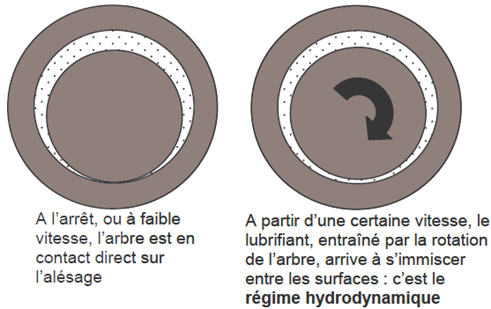 A l'arrêt, ou à faible
vitesse, l'arbre est en
contact direct sur
l'alésage
A partir d'une certaine vitesse, le
lubrifiant, entraîné par la rotation
de l'arbre, arrive à s'immiscer
entre les surfaces : c'est le
régime hydrodynamique